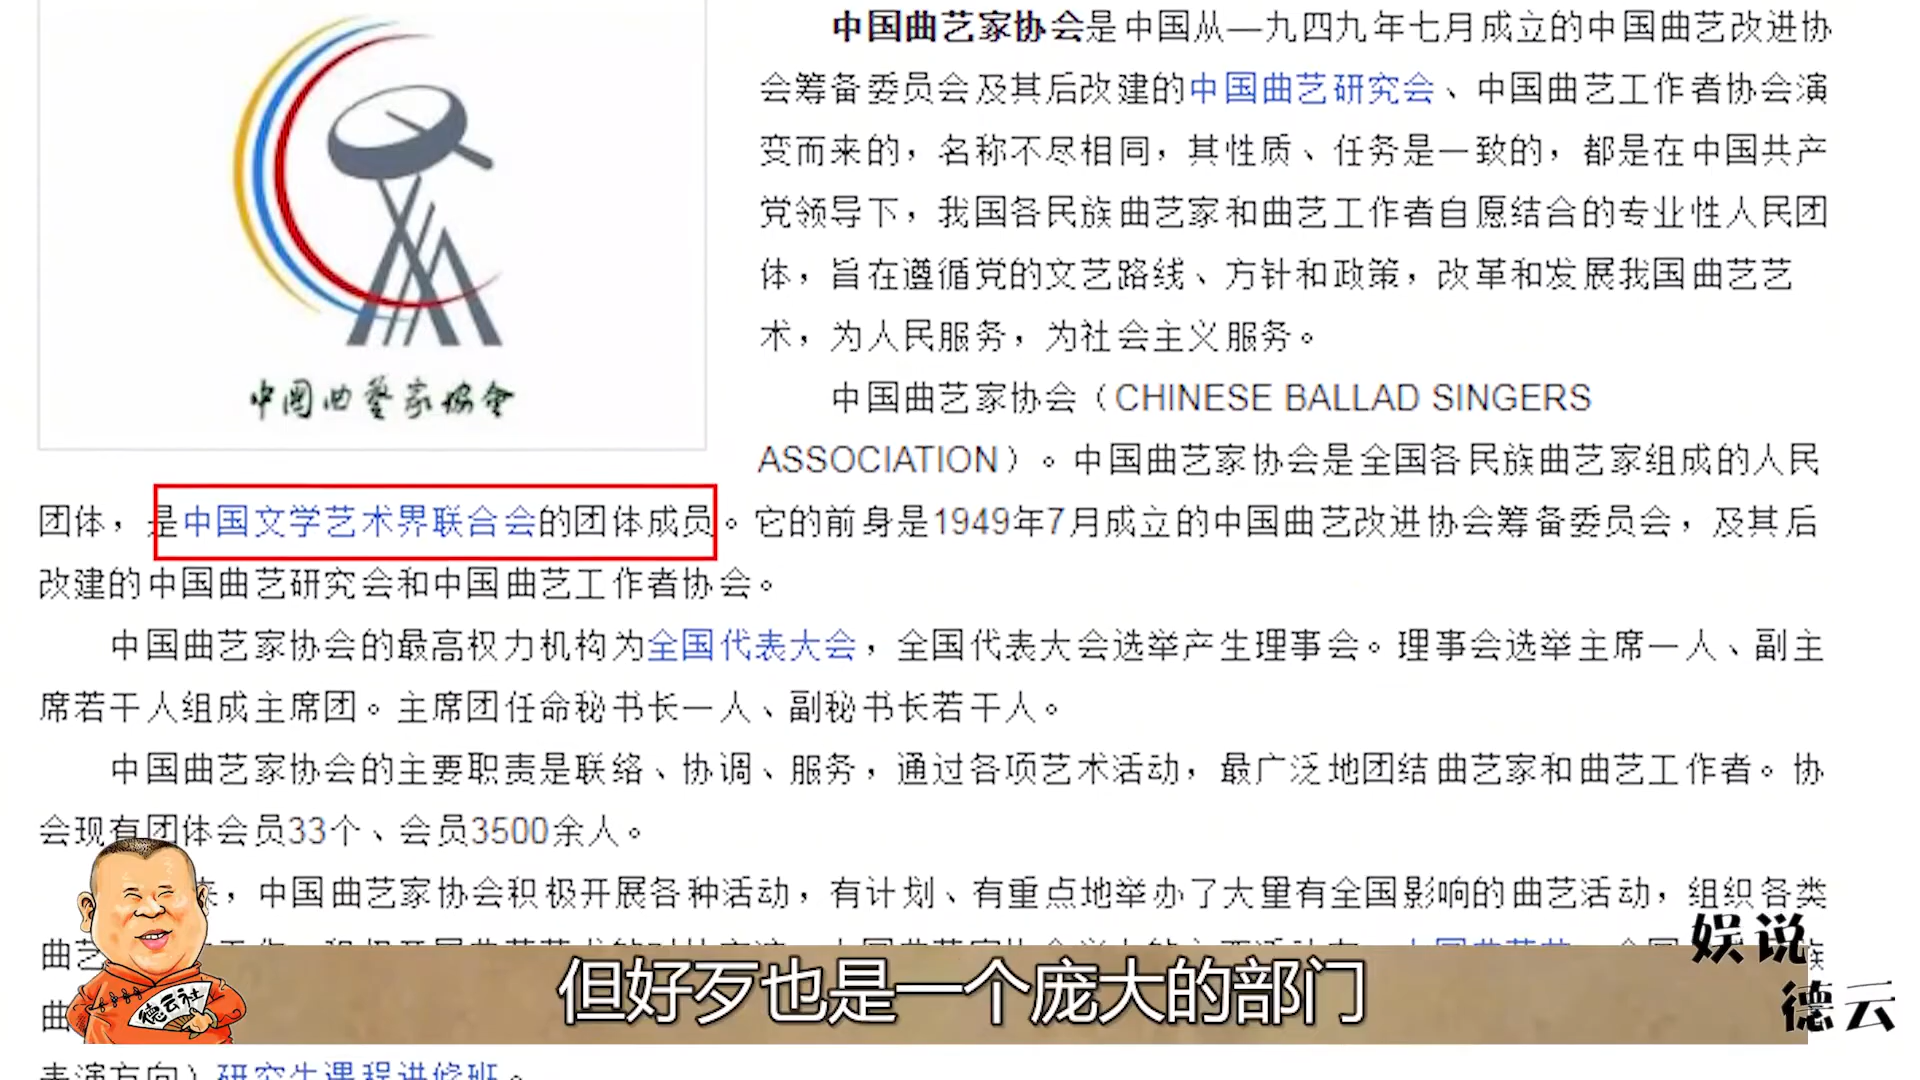 中国曲艺家协会是中国从一九四九年七月成立的中国曲艺改进协
会筹备委员会及其后改建的中国曲艺研究会、中国曲艺工作者协会演
变而来的，名称不尽相同，其性质、任务是一致的，都是在中国共产
党领导下，我国各民族曲艺家和曲艺工作者自愿结合的专业性人民团
体，旨在遵循党的文艺路线、方针和政策，改革和发展我国曲艺艺
术，为人民服务，为社会主义服务。
中国曲艺家协会（CHINESE BALLAD SINGERS
ASSOCIATION）。中国曲艺家协会是全国各民族曲艺家组成的人民
中国曲艺家协会
团体，是中国文学艺术界联合会的团体成员。它的前身是1949年7月成立的中国曲艺改进协会筹备委员会，及其后
改建的中国曲艺研究会和中国曲艺工作者协会。
中国曲艺家协会的最高权力机构为全国代表大会，全国代表大会选举产生理事会。理事会选举主席一人、副主
席若干人组成主席团。主席团任命秘书长一人、副秘书长若干人。
中国曲艺家协会的主要职责是联络、协调、服务，通过各项艺术活动，最广泛地团结曲艺家和曲艺工作者。协
会现有团体会员33个、会员3500余人。
来，中国曲艺家协会积极开展各种活动，有计划、有重点地举办了大量有全国影响的曲艺活动，组织各类
曲艺
曲
表演方向）研究生课程进修班。
但好歹也是一个庞大的部门
德云社
娱说
德云